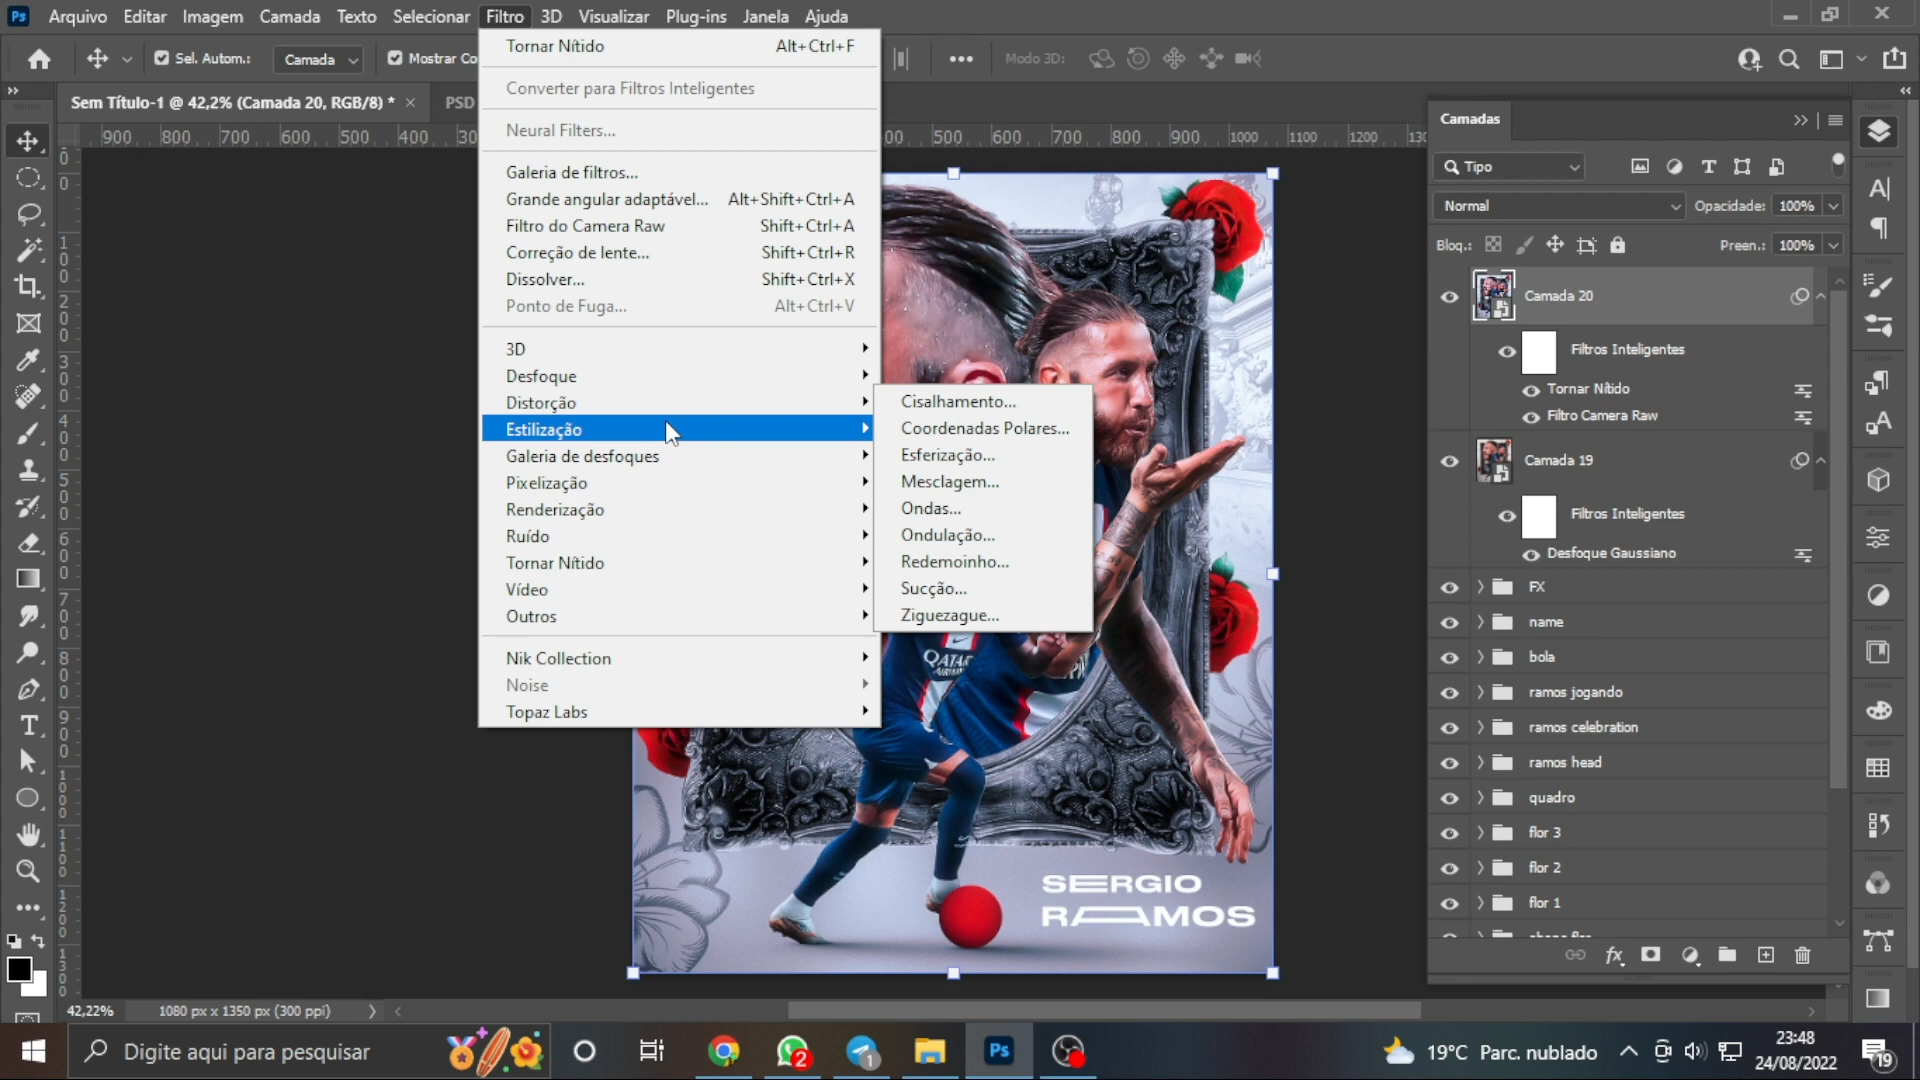 Ps Arquivo Editar Imagem Camada Texto Selecionar Filtro 3D Visualizar Plug-ins Janela Ajuda
Sel. Autom.: Camada Mostrar Co Modo 3D:
Sem Título-1 @ 42,2% (Camada 20, RGB/8) * × PSD
900 800 700 600 500 400 500 600 700 800 900 1000 1100 1200
Tornar Nítido Alt+Ctrl+F
Converter para Filtros Inteligentes
Neural Filters...
Galeria de filtros...
Grande angular adaptável... Alt+Shift+Ctrl+A
Filtro do Camera Raw Shift+Ctrl+A
Correção de lente... Shift+Ctrl+R
Dissolver... Shift+Ctrl+X
Ponto de Fuga... Alt+Ctrl+V
3D
Desfoque
Distorção
Estilização
Galeria de desfoques
Pixelização
Renderização
Ruído
Tornar Nítido
Vídeo
Outros
Nik Collection
Noise
Topaz Labs
Cisalhamento...
Coordenadas Polares...
Esferização...
Mesclagem...
Ondas...
Ondulação...
Redemoinho...
Sucção...
Ziguezague...
QATAR
SERGIO
RAMOS
Camadas
Tipo
Normal Opacidade: 100%
Bloq.: Preen.: 100%
Camada 20
Filtros Inteligentes
Tornar Nítido
Filtro Camera Raw
Camada 19
Filtros Inteligentes
Desfoque Gaussiano
FX
name
bola
ramos jogando
ramos celebration
ramos head
quadro
flor 3
flor 2
flor 1
42,22% 1080 px x 1350 px (300 ppi)
Digite aqui para pesquisar
2
1
Ps
19°C Parc. nublado
23:48
24/08/2022
19